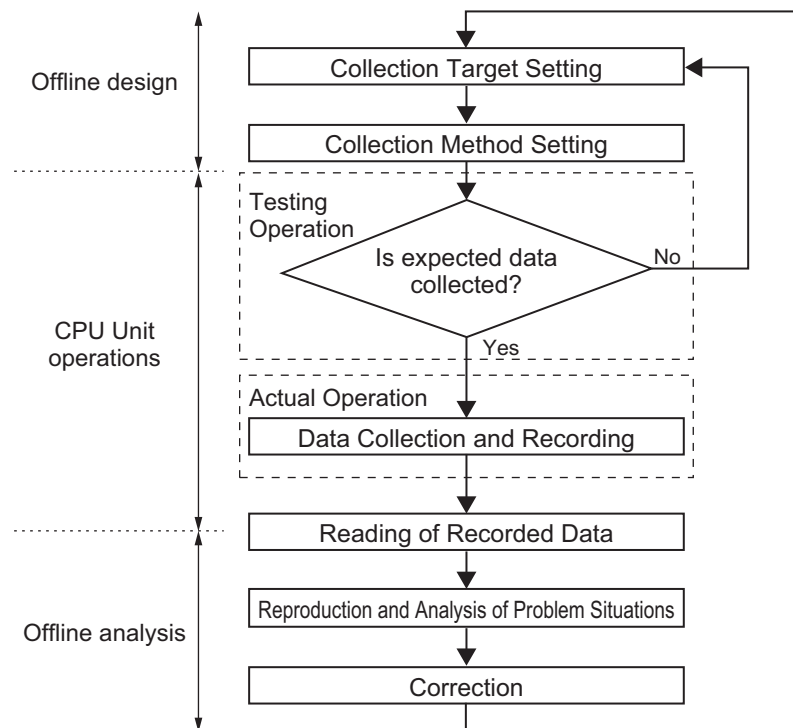 Offline design
Collection Target Setting
Collection Method Setting
Testing
Operation
Is expected data
collected?
No
Yes
CPU Unit
operations
Actual Operation
Data Collection and Recording
Reading of Recorded Data
Offline analysis
Reproduction and Analysis of Problem Situations
Correction